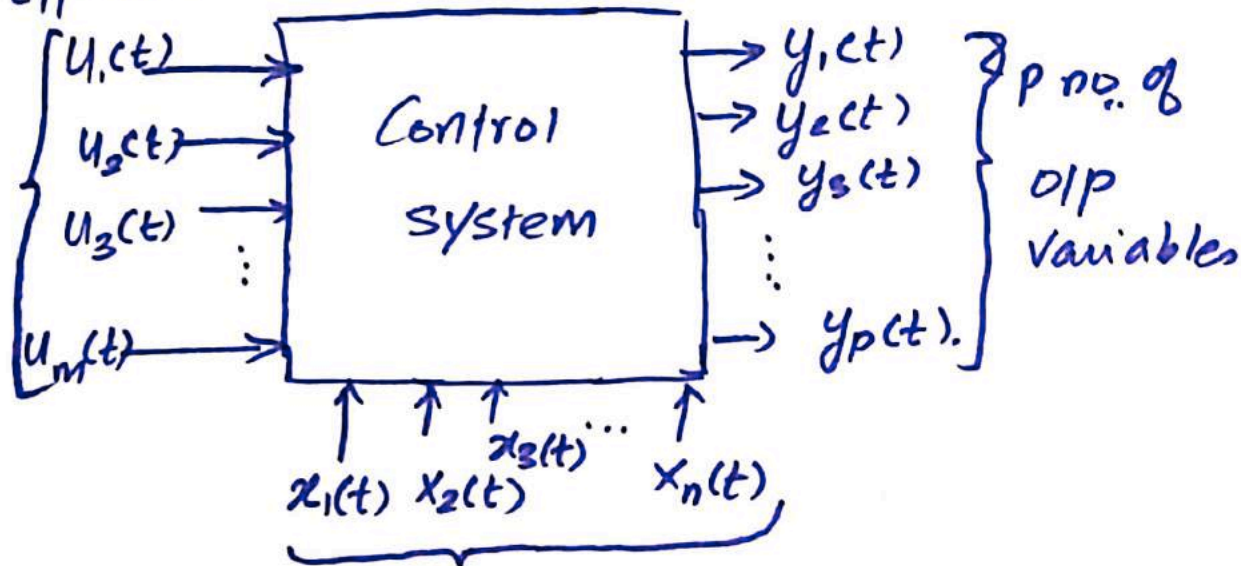 u₁(t)
u₂(t)
u₃(t)
⋮
uₘ(t)
Control
system
y₁(t)
y₂(t)
y₃(t)
⋮
yₚ(t).
p no. of
o/p
variables
x₁(t) x₂(t) x₃(t) ... xₙ(t)